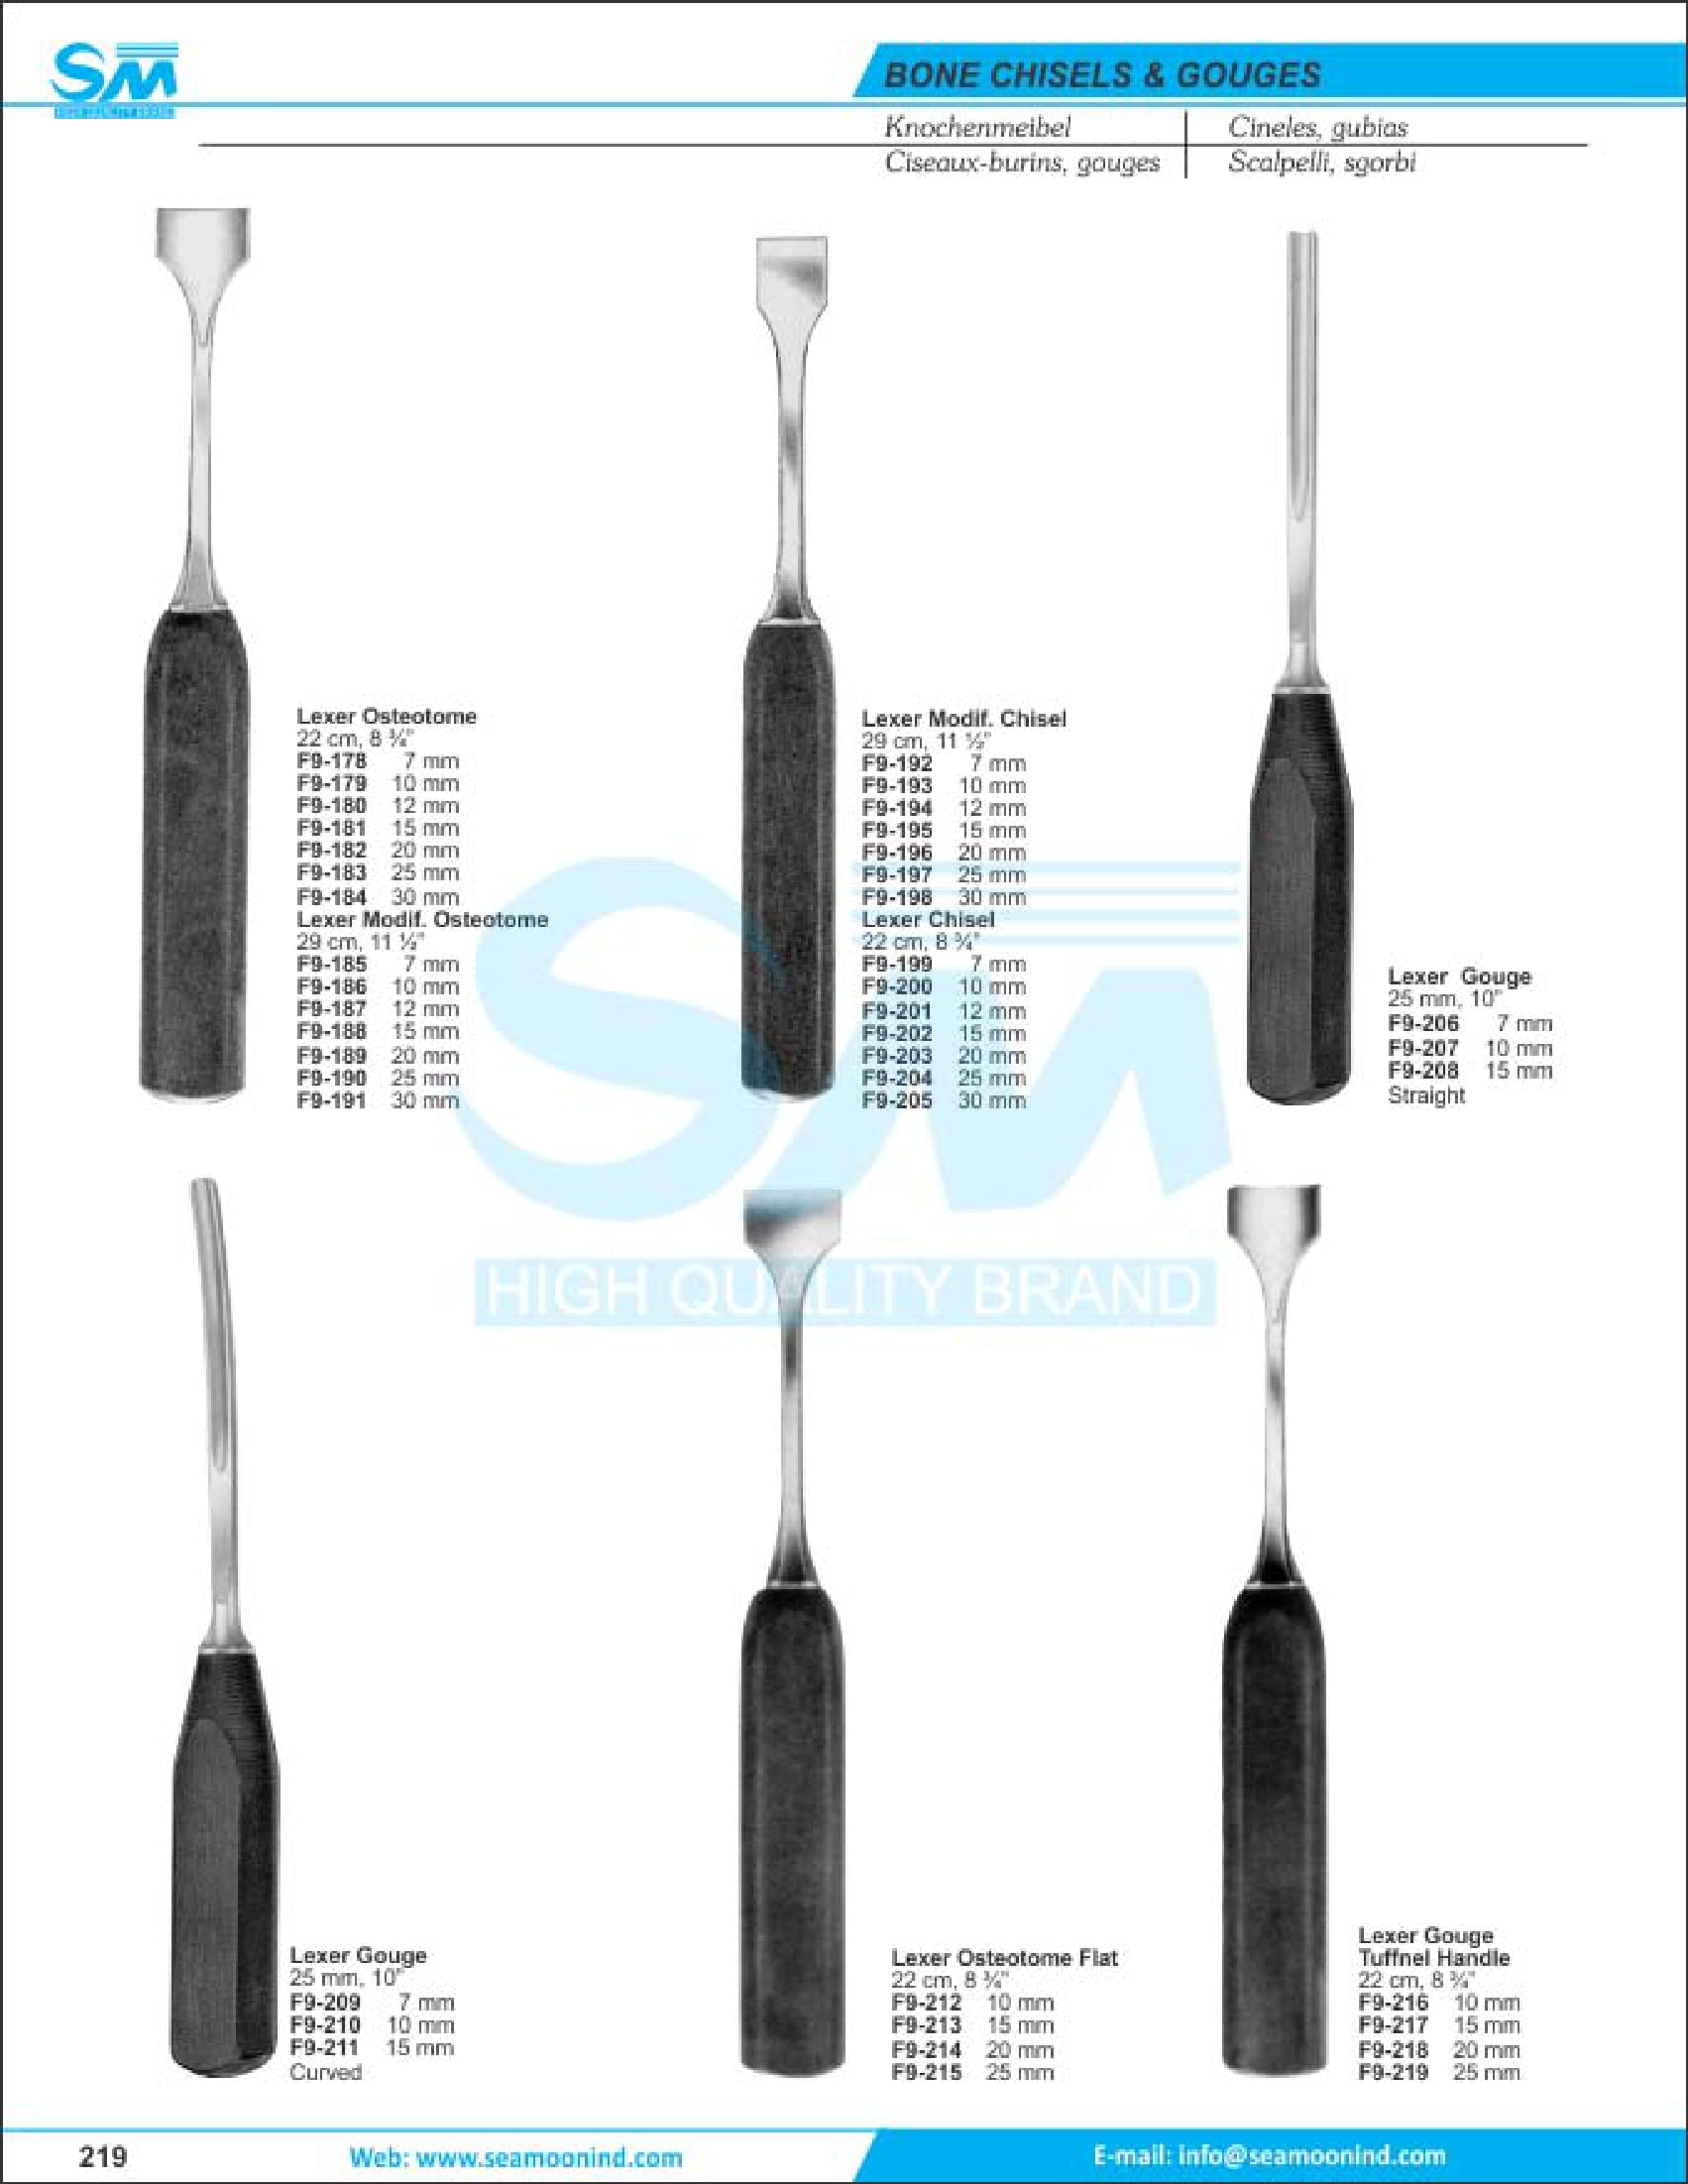 SM
BONE CHISELS & GOUGES
Knochenmeibel
Cineles, gubias
Ciseaux-burins, gouges
Scalpelli, sgorbi
Lexer Osteotome
22 cm, 8 ¾"
F9-178 7 mm
F9-179 10 mm
F9-180 12 mm
F9-181 15 mm
F9-182 20 mm
F9-183 25 mm
F9-184 30 mm
Lexer Modif. Osteotome
29 cm, 11 ½"
F9-185 7 mm
F9-186 10 mm
F9-187 12 mm
F9-188 15 mm
F9-189 20 mm
F9-190 25 mm
F9-191 30 mm
Lexer Modif. Chisel
29 cm, 11 ½"
F9-192 7 mm
F9-193 10 mm
F9-194 12 mm
F9-195 15 mm
F9-196 20 mm
F9-197 25 mm
F9-198 30 mm
Lexer Chisel
22 cm, 8 ¾"
F9-199 7 mm
F9-200 10 mm
F9-201 12 mm
F9-202 15 mm
F9-203 20 mm
F9-204 25 mm
F9-205 30 mm
Lexer Gouge
25 mm, 10"
F9-206 7 mm
F9-207 10 mm
F9-208 15 mm
Straight
SM
HIGH QUALITY BRAND
Lexer Gouge
25 mm, 10"
F9-209 7 mm
F9-210 10 mm
F9-211 15 mm
Curved
Lexer Osteotome Flat
22 cm, 8 ¾"
F9-212 10 mm
F9-213 15 mm
F9-214 20 mm
F9-215 25 mm
Lexer Gouge
Tuffnel Handle
22 cm, 8 ¾"
F9-216 10 mm
F9-217 15 mm
F9-218 20 mm
F9-219 25 mm
219
Web: www.seamoonind.com
E-mail: info@seamoonind.com